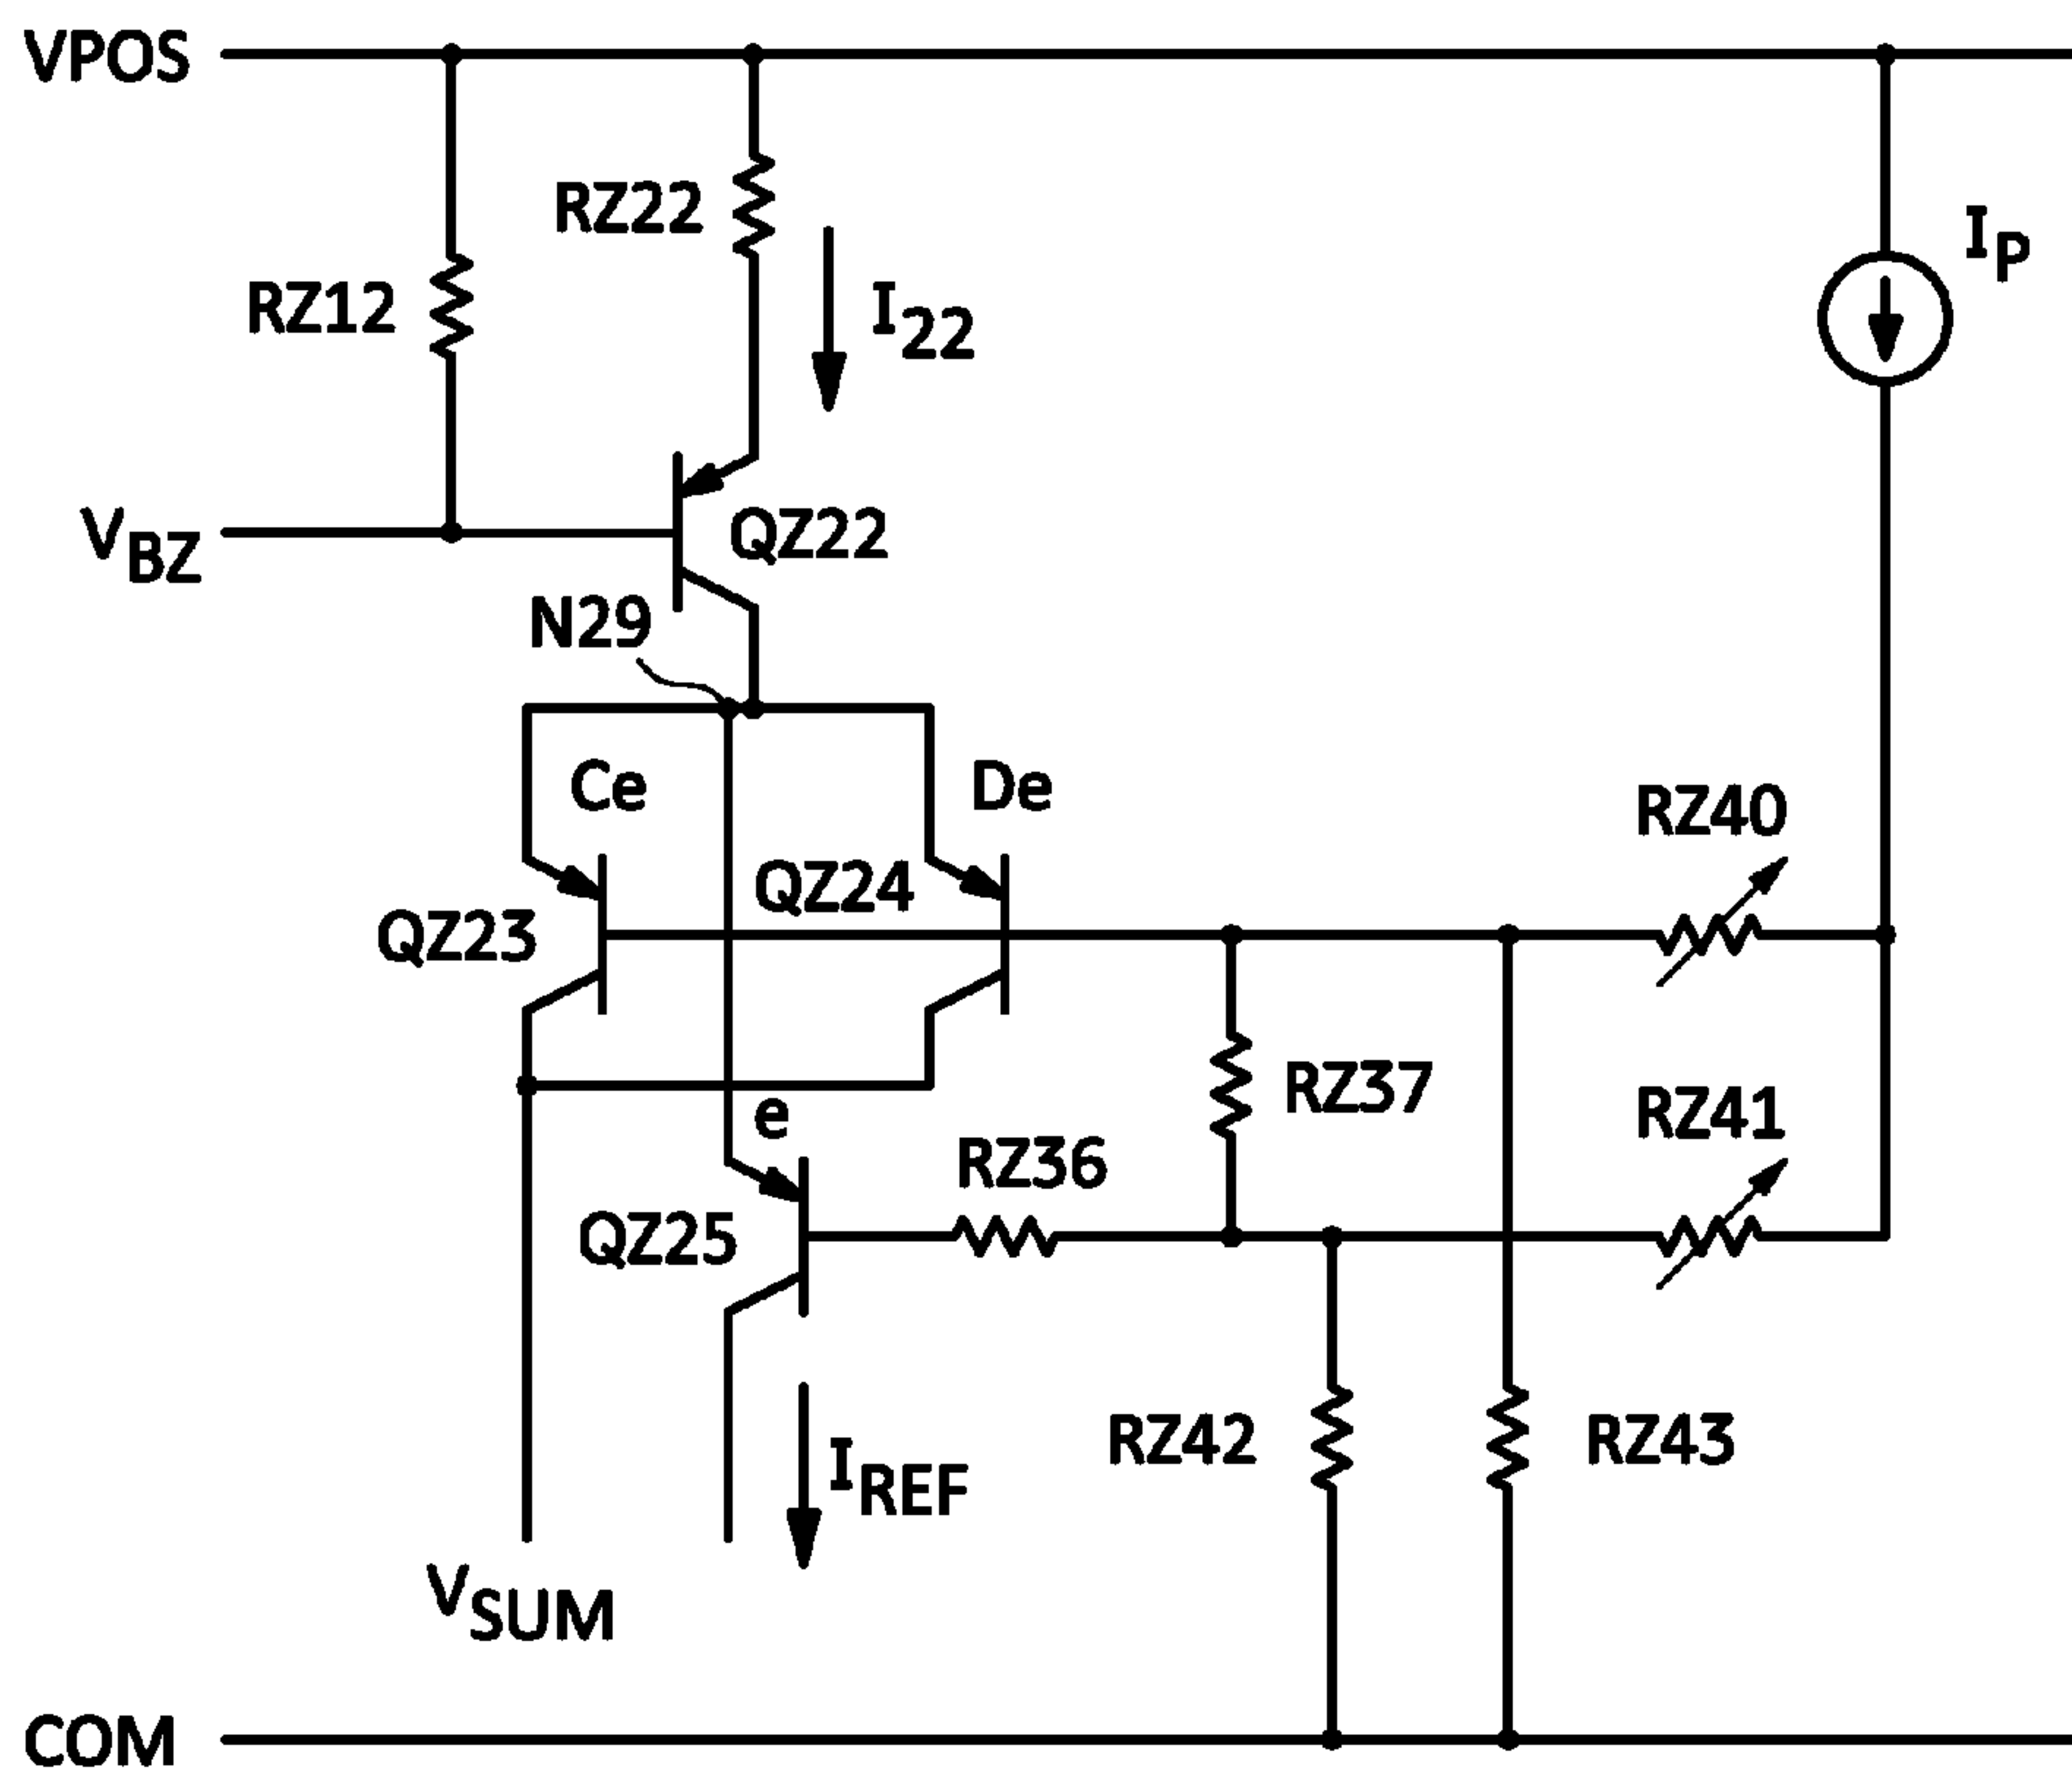 VPOS
RZ22
IP
RZ12
I22
VBZ
QZ22
N29
Ce
De
RZ40
QZ24
QZ23
RZ37
RZ41
e
RZ36
QZ25
RZ42
RZ43
IREF
VSUM
COM